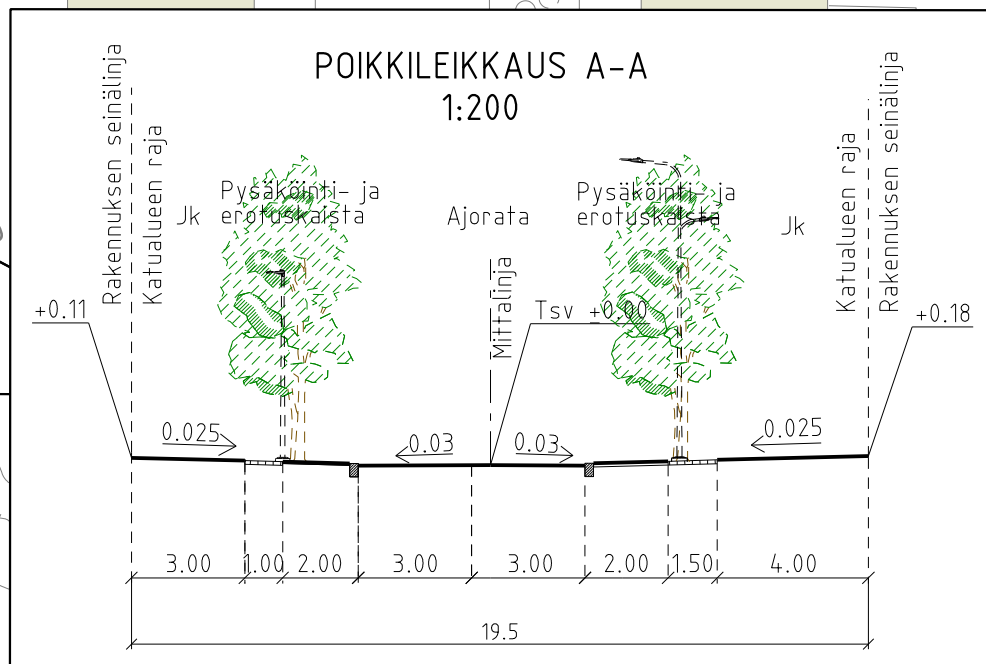 POIKKILEIKKAUS A-A
1:200
Rakennuksen seinälinja
Katualueen raja
Jk
Pysäköinti- ja
erotuskaista
Ajorata
Pysäköinti- ja
erotuskaista
Jk
Katualueen raja
Rakennuksen seinälinja
Mittalinja
+0.11
Tsv +0.00
+0.18
0.025
0.03
0.03
0.025
3.00
1.00
2.00
3.00
3.00
2.00
1.50
4.00
19.5